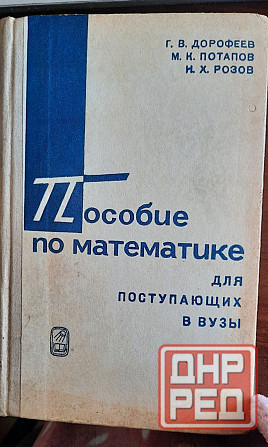 Г. В. ДОРОФЕЕВ
М. К. ПОТАПОВ
Н. Х. РОЗОВ
Пособие
по математике
ДЛЯ
ПОСТУПАЮЩИХ
В ВУЗЫ
ДНР
РЕД